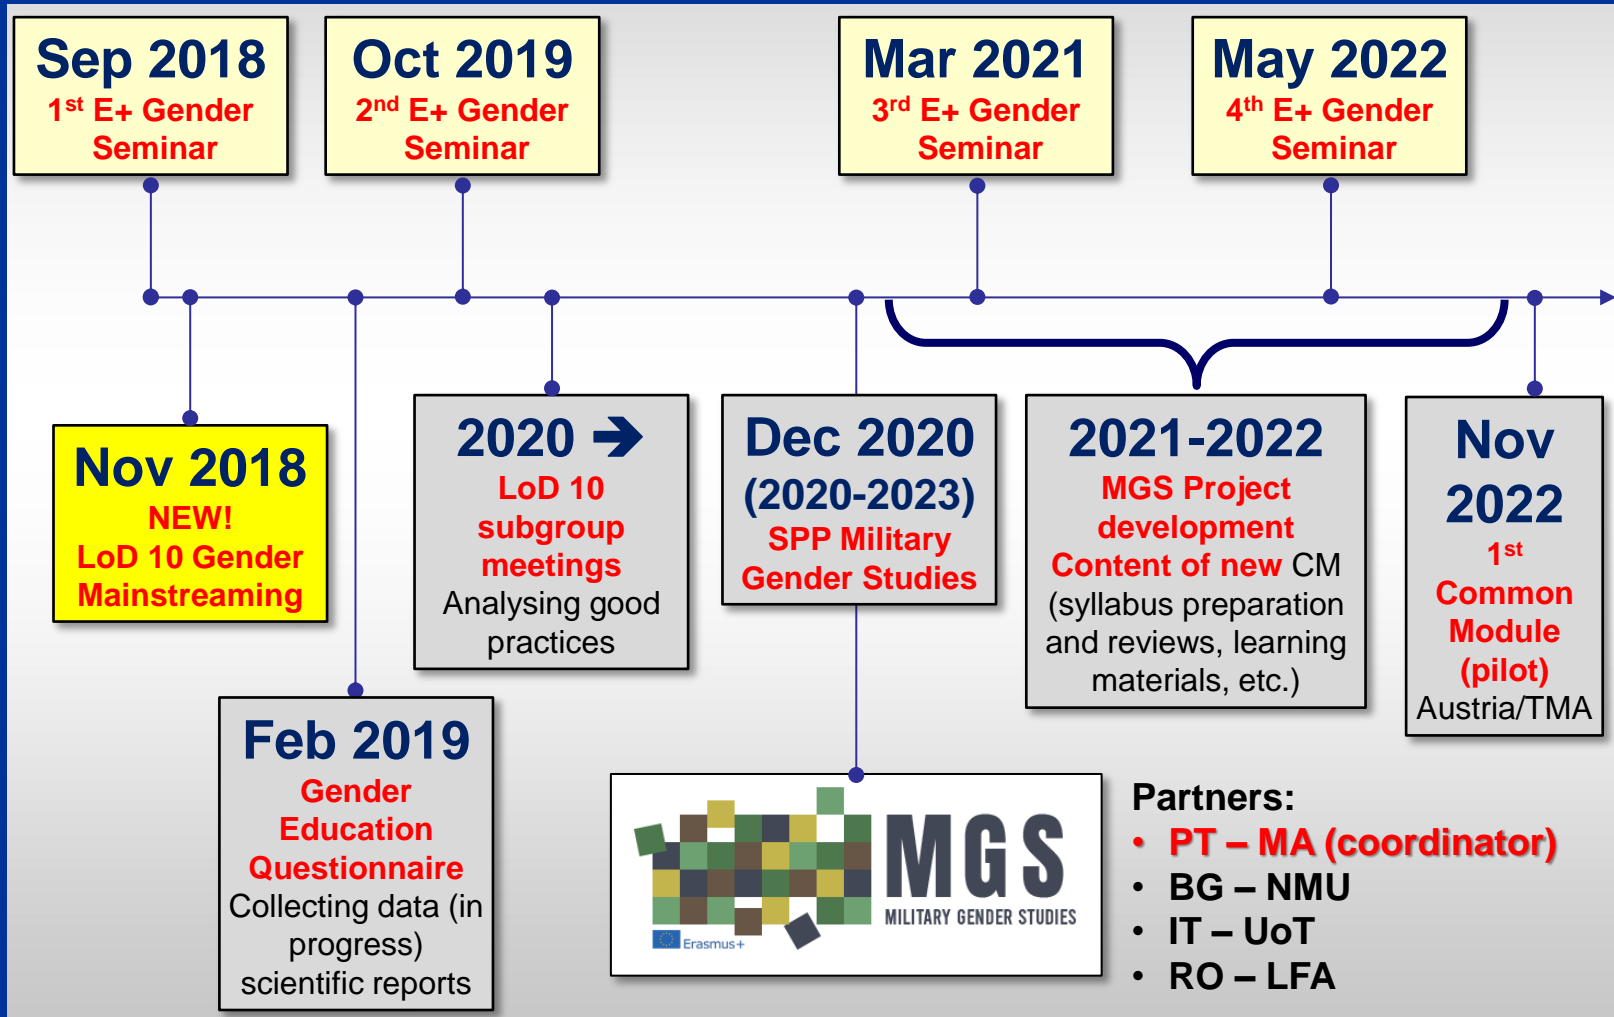 Sep 2018
1st E+ Gender
Seminar
Oct 2019
2nd E+ Gender
Seminar
Mar 2021
3rd E+ Gender
Seminar
May 2022
4th E+ Gender
Seminar
Nov 2018
NEW!
LoD 10 Gender
Mainstreaming
Feb 2019
Gender
Education
Questionnaire
Collecting data (in
progress)
scientific reports
2020 ➔
LoD 10
subgroup
meetings
Analysing good
practices
Dec 2020
(2020-2023)
SPP Military
Gender Studies
2021-2022
MGS Project
development
Content of new CM
(syllabus preparation
and reviews, learning
materials, etc.)
Nov
2022
1st
Common
Module
(pilot)
Austria/TMA
MGS
MILITARY GENDER STUDIES
Erasmus+
Partners:
• PT – MA (coordinator)
• BG – NMU
• IT – UoT
• RO – LFA